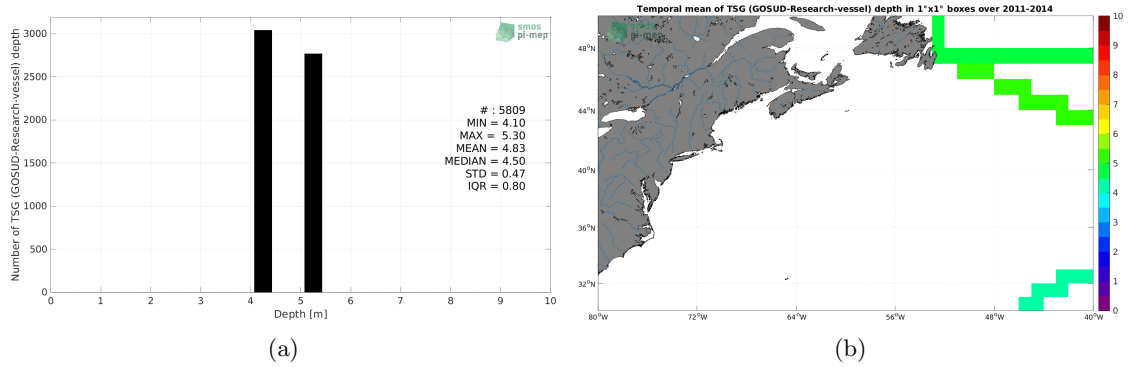 smos
pi-mep
Number of TSG (GOSUD-Research-vessel) depth
3000
2500
2000
1500
1000
500
0
# : 5809
MIN = 4.10
MAX = 5.30
MEAN = 4.83
MEDIAN = 4.50
STD = 0.47
IQR = 0.80
0 1 2 3 4 5 6 7 8 9 10
Depth [m]
(a)
Temporal mean of TSG (GOSUD-Research-vessel) depth in 1°x1° boxes over 2011-2014
smos
pi-mep
48°N
44°N
40°N
36°N
32°N
80°W 72°W 64°W 56°W 48°W 40°W
10
9
8
7
6
5
4
3
2
1
0
(b)